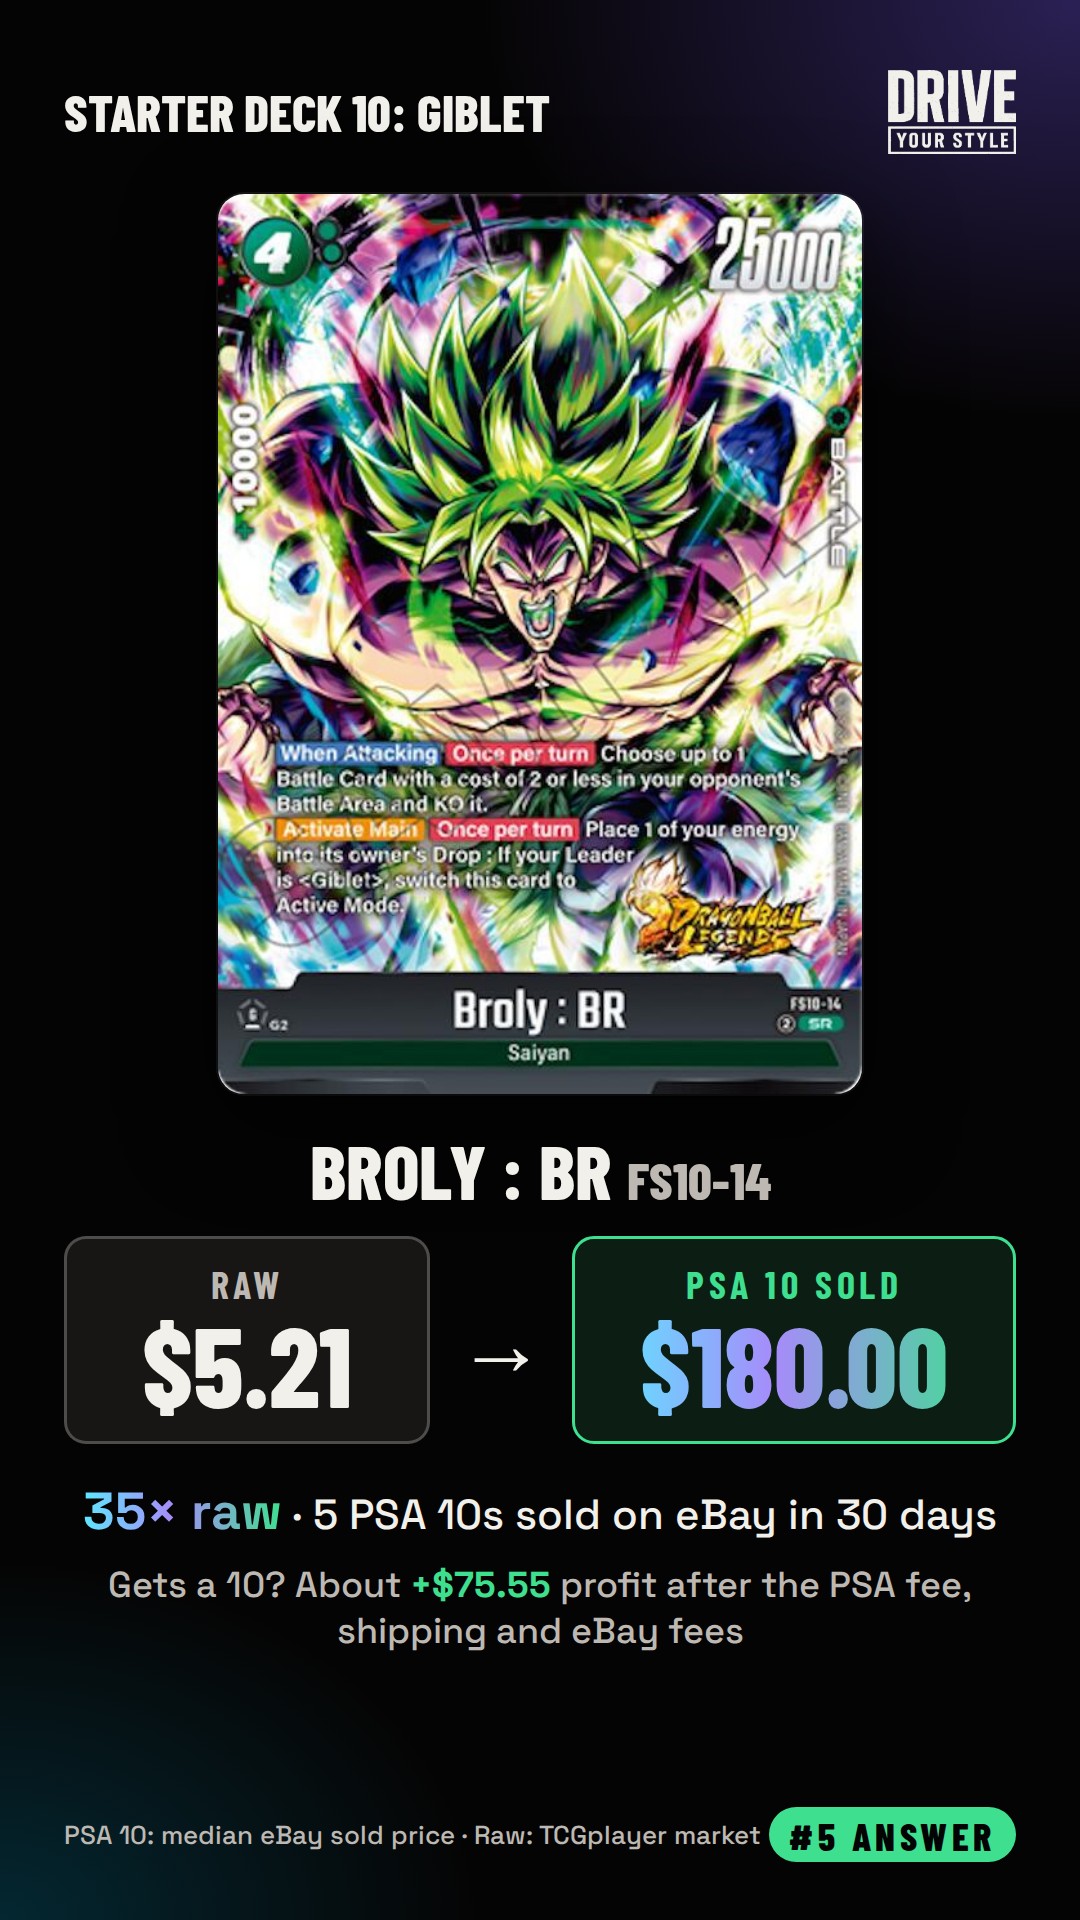 STARTER DECK 10: GIBLET
DRIVE
YOUR STYLE
4
25000
+10000
BATTLE
When Attacking Once per turn Choose up to 1
Battle Card with a cost of 2 or less in your opponent's
Battle Area and KO it.
Activate Main Once per turn Place 1 of your energy
into its owner's Drop : If your Leader
is <Giblet>, switch this card to
Active Mode.
DRAGONBALL
LEGENDS
G G2
Broly : BR
FS10-14
2 SR
Saiyan
BROLY : BR FS10-14
RAW
$5.21
→
PSA 10 SOLD
$180.00
35× raw · 5 PSA 10s sold on eBay in 30 days
Gets a 10? About +$75.55 profit after the PSA fee,
shipping and eBay fees
PSA 10: median eBay sold price · Raw: TCGplayer market
#5 ANSWER